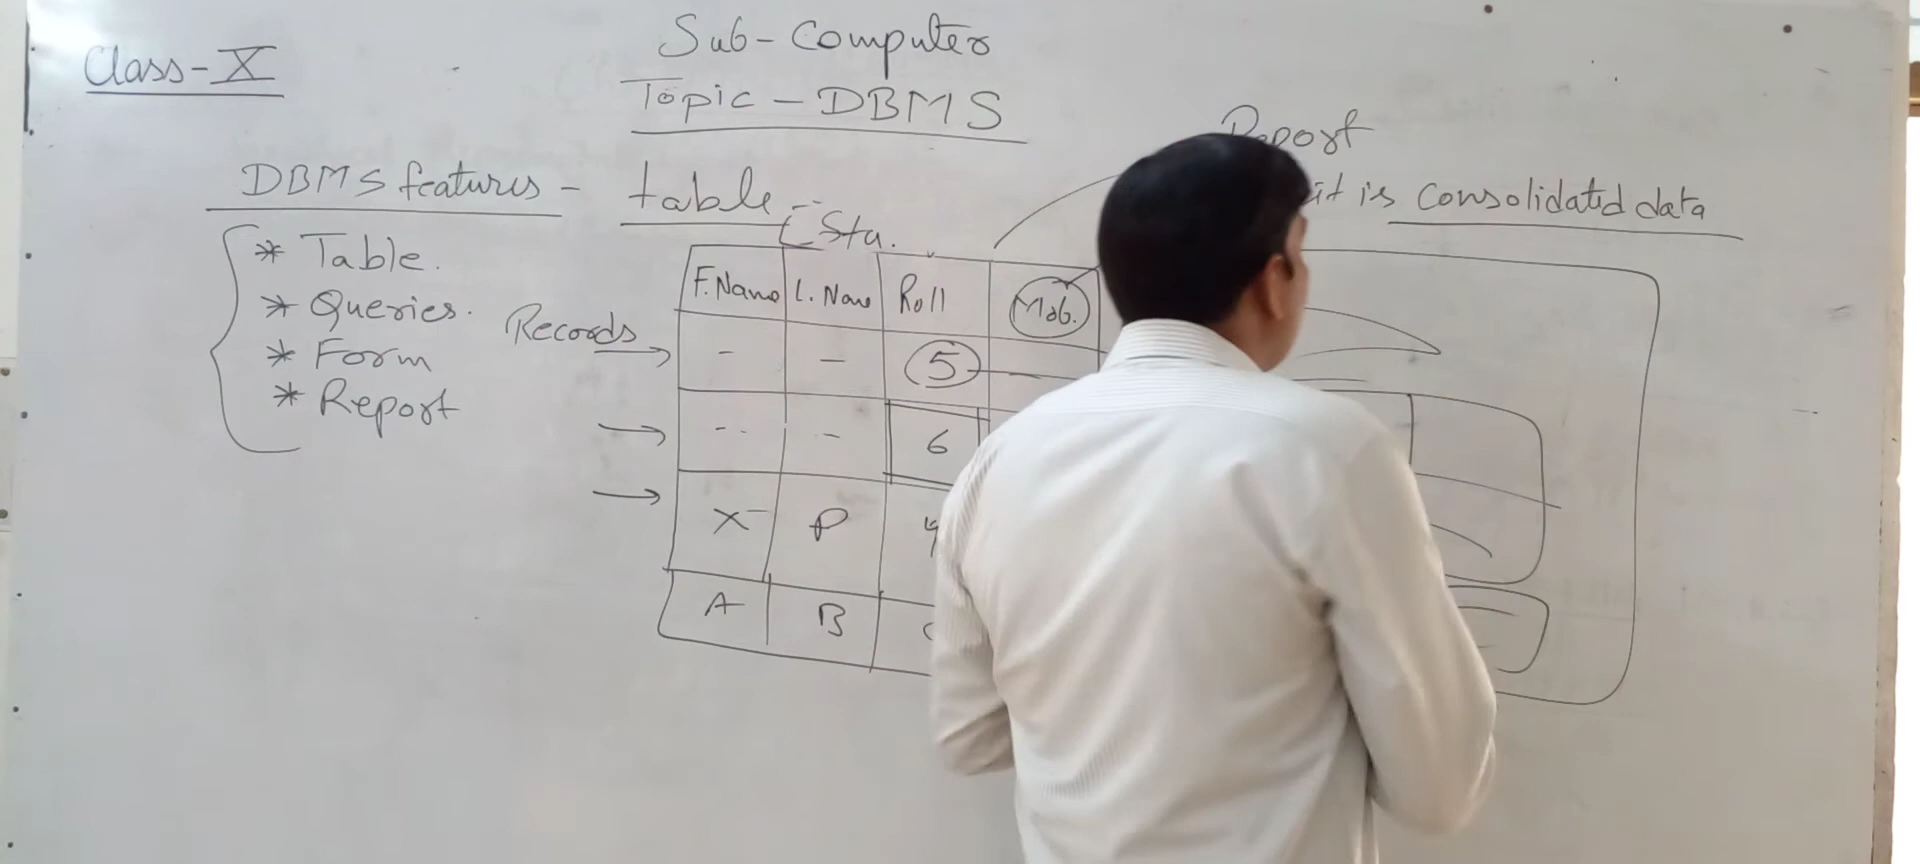 Class-X
Sub-Computer
Topic-DBMS
DBMS features -
* Table.
* Queries.
* Form
* Report
table-
[Stu.
F.Name L.Name Roll Mob.
Records → - - 5
→ -- - 6
→ X- P
A B
Report
it is consolidated data